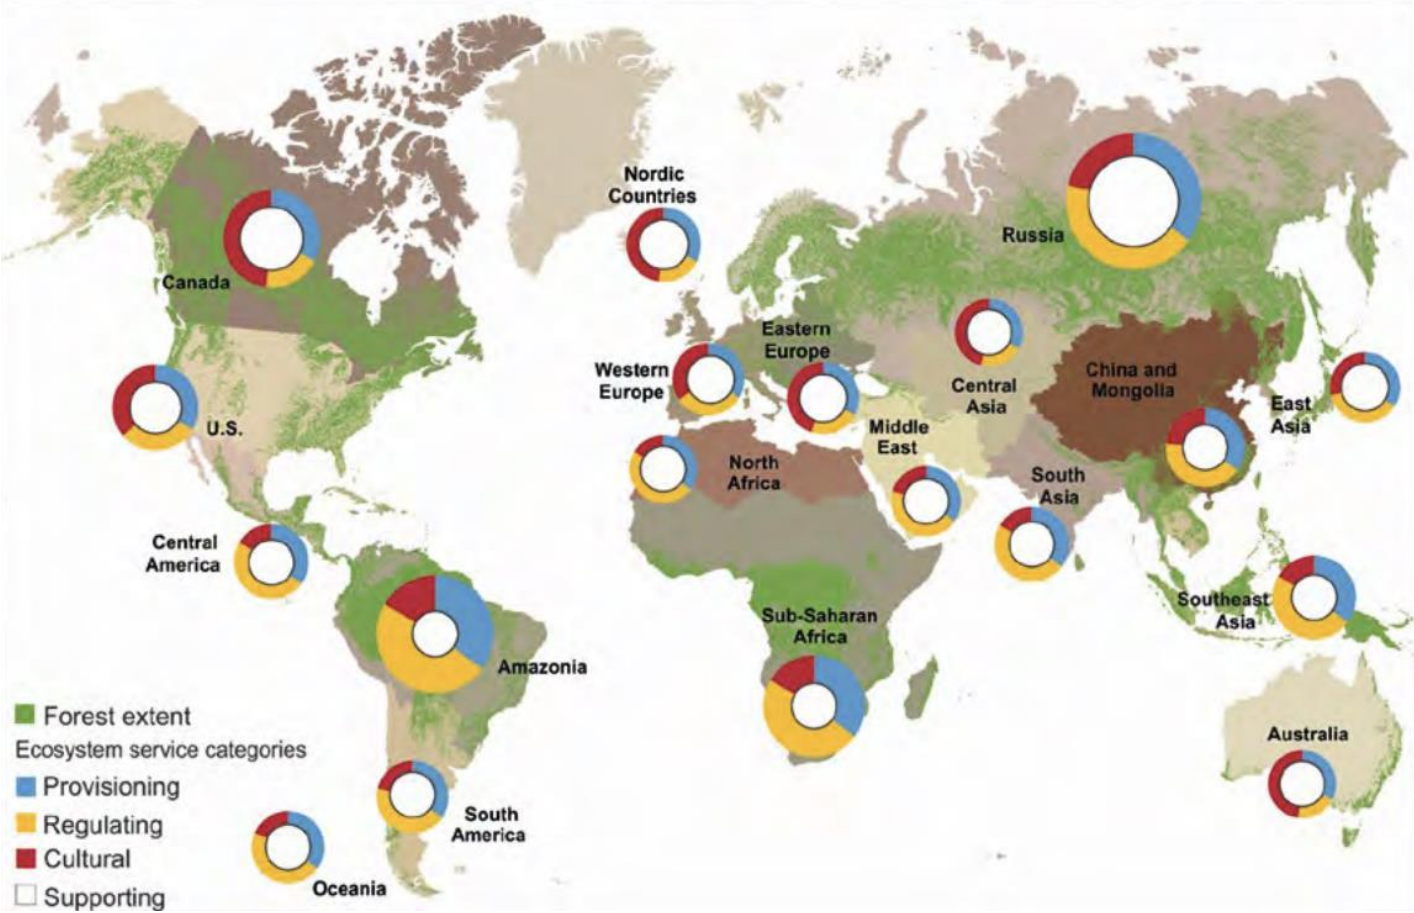 Nordic
Countries
Russia
Canada
Eastern
Europe
Western
Europe
Central
Asia
China and
Mongolia
East
Asia
U.S.
Middle
East
North
Africa
South
Asia
Central
America
Southeast
Asia
Sub-Saharan
Africa
Amazonia
Australia
South
America
Oceania
Forest extent
Ecosystem service categories
Provisioning
Regulating
Cultural
Supporting